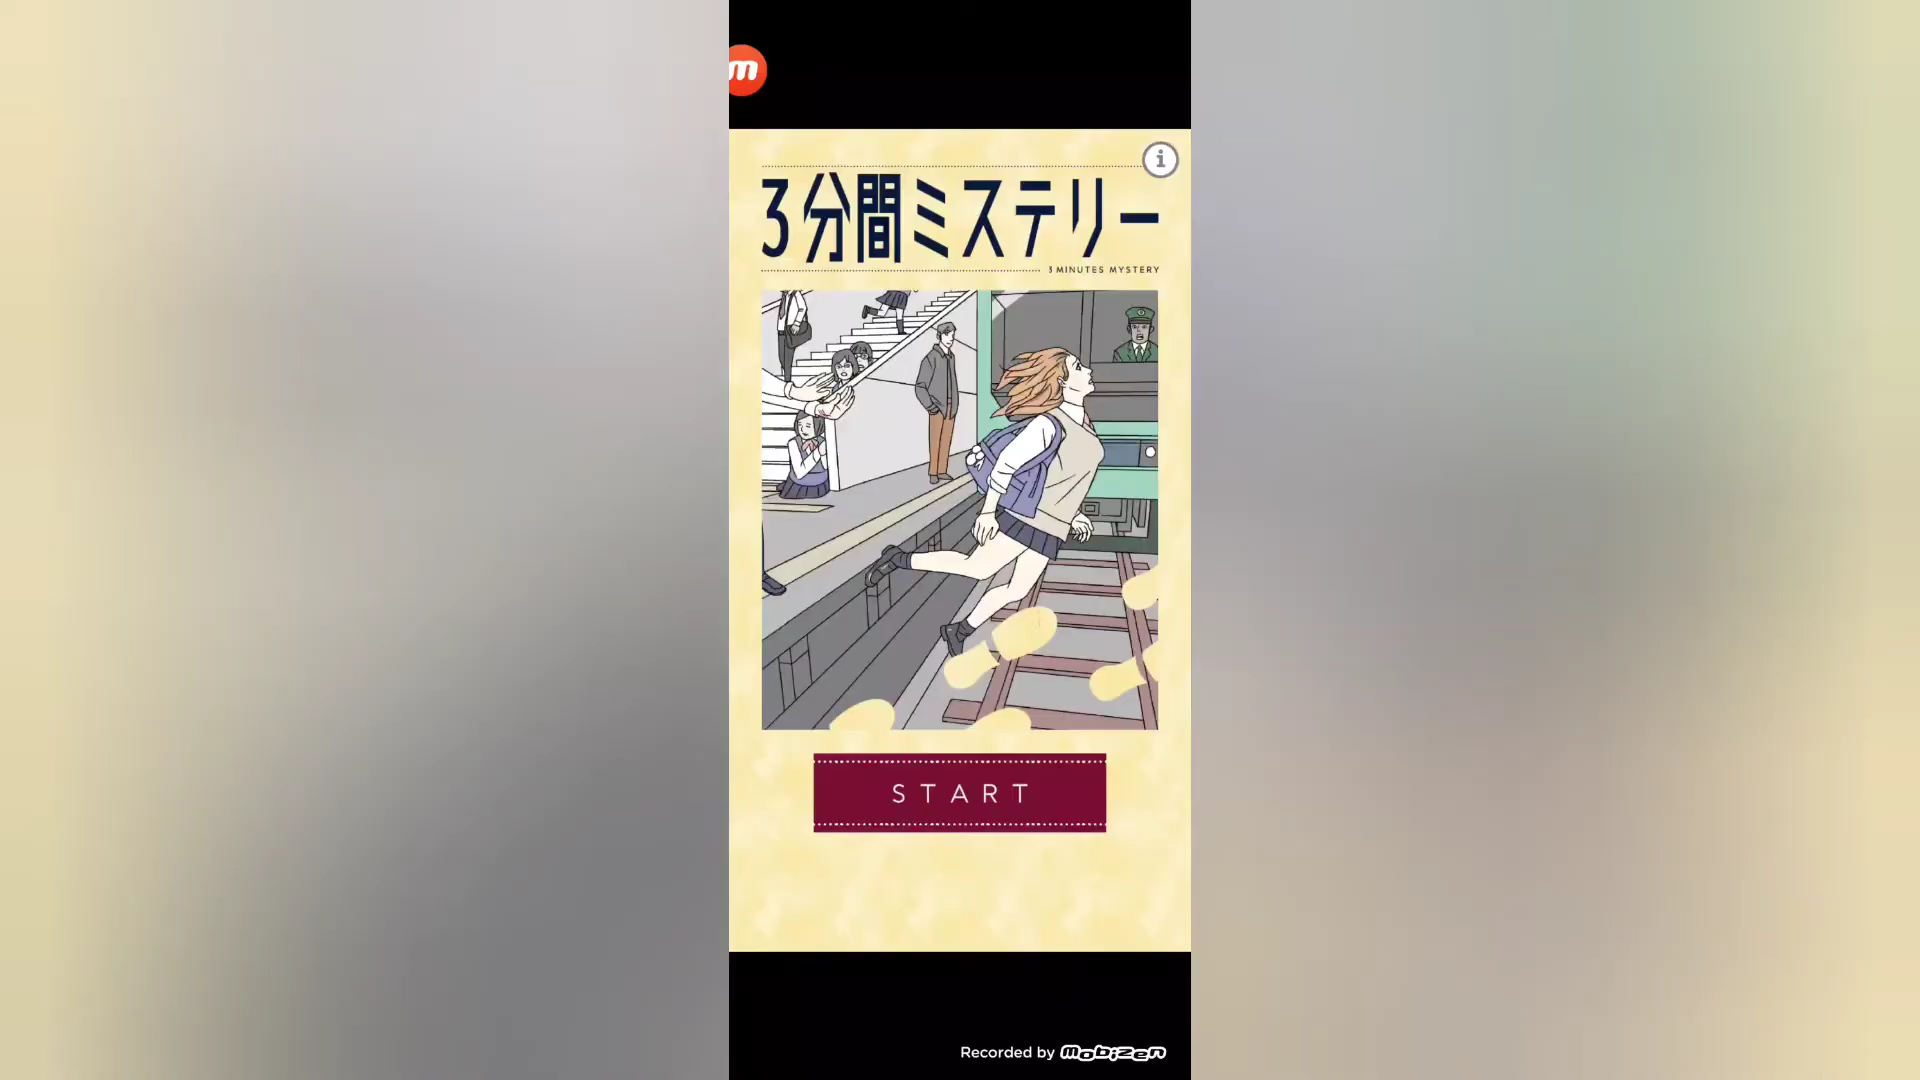 m
3分間ミステリー
3 MINUTES MYSTERY
START
Recorded by Mobizen